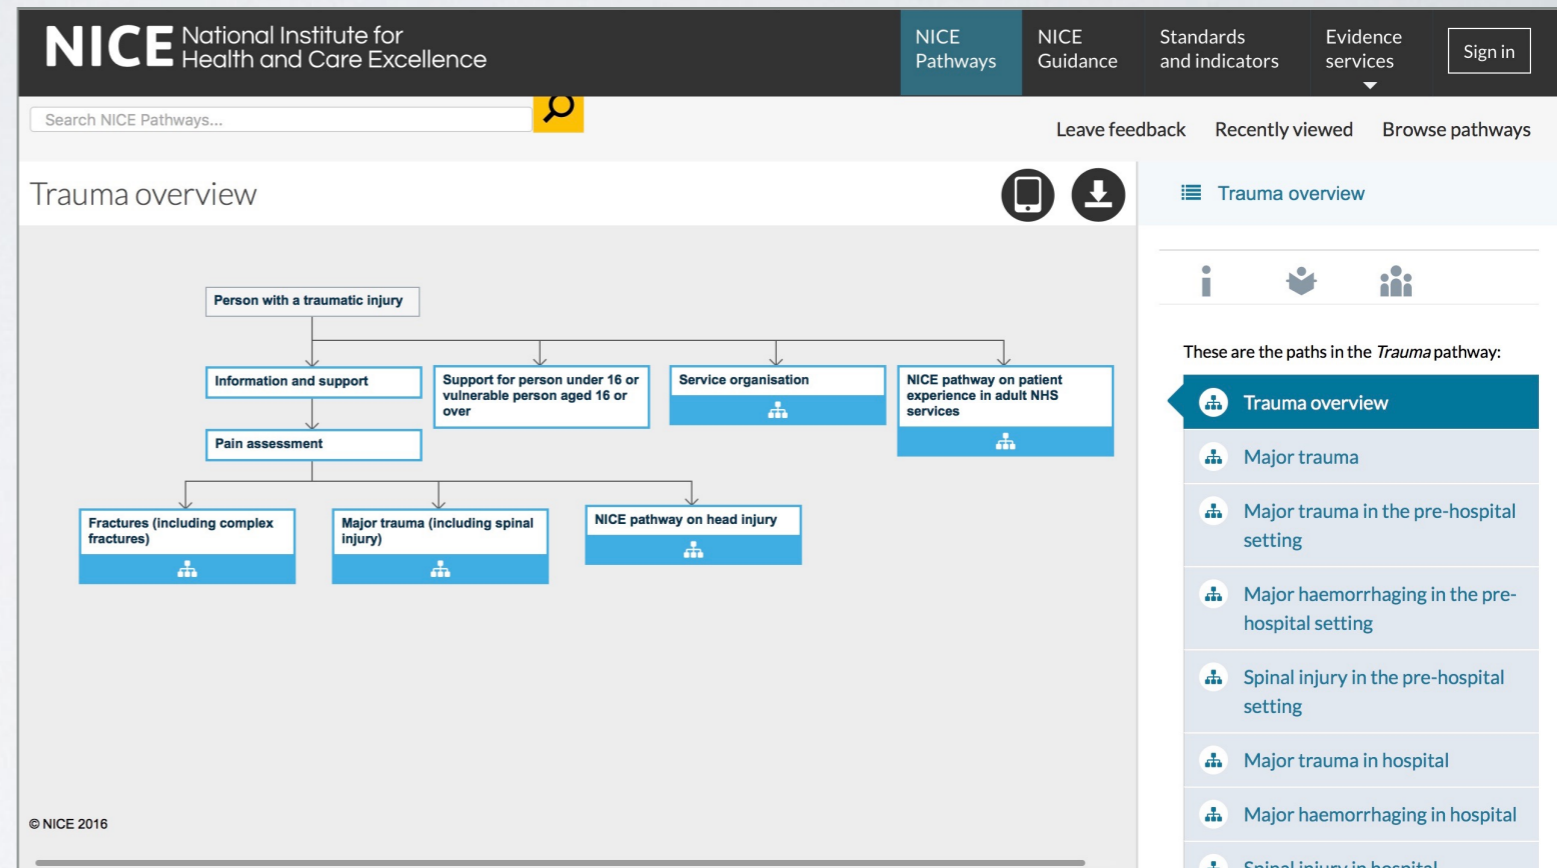 NICE National Institute for
Health and Care Excellence
NICE
Pathways
NICE
Guidance
Standards
and indicators
Evidence
services
Sign in
Search NICE Pathways...
Leave feedback
Recently viewed
Browse pathways
Trauma overview
Trauma overview
Person with a traumatic injury
Information and support
Support for person under 16 or
vulnerable person aged 16 or
over
Service organisation
NICE pathway on patient
experience in adult NHS
services
Pain assessment
Fractures (including complex
fractures)
Major trauma (including spinal
injury)
NICE pathway on head injury
© NICE 2016
These are the paths in the Trauma pathway:
Trauma overview
Major trauma
Major trauma in the pre-hospital
setting
Major haemorrhaging in the pre-
hospital setting
Spinal injury in the pre-hospital
setting
Major trauma in hospital
Major haemorrhaging in hospital
Spinal injury in hospital